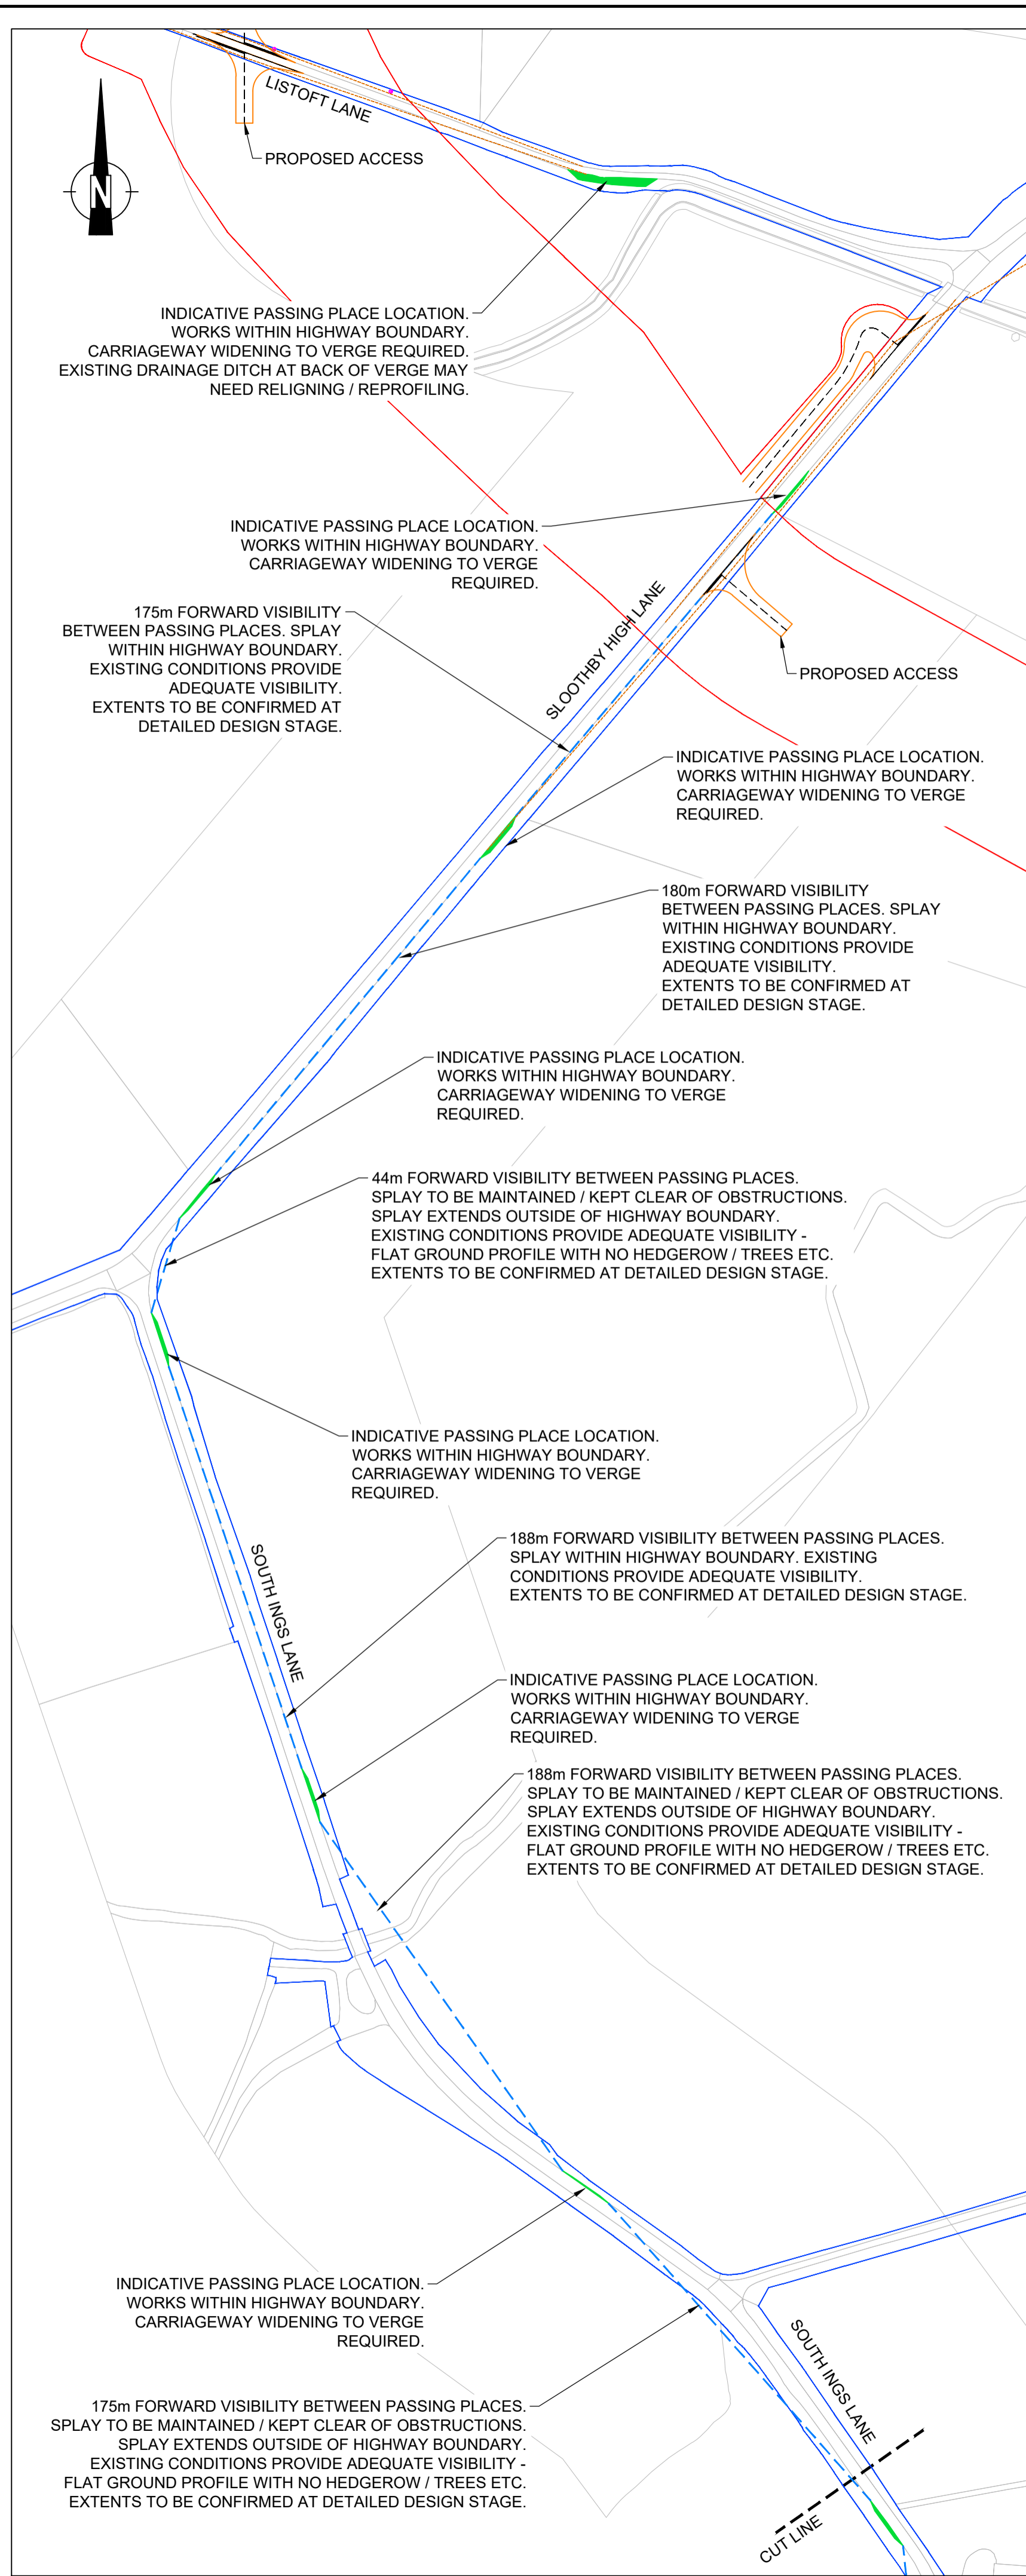 LISTOFT LANE
PROPOSED ACCESS
N
INDICATIVE PASSING PLACE LOCATION.
WORKS WITHIN HIGHWAY BOUNDARY.
CARRIAGEWAY WIDENING TO VERGE REQUIRED.
EXISTING DRAINAGE DITCH AT BACK OF VERGE MAY
NEED RELIGNING / REPROFILING.
INDICATIVE PASSING PLACE LOCATION.
WORKS WITHIN HIGHWAY BOUNDARY.
CARRIAGEWAY WIDENING TO VERGE
REQUIRED.
175m FORWARD VISIBILITY
BETWEEN PASSING PLACES. SPLAY
WITHIN HIGHWAY BOUNDARY.
EXISTING CONDITIONS PROVIDE
ADEQUATE VISIBILITY.
EXTENTS TO BE CONFIRMED AT
DETAILED DESIGN STAGE.
SLOOTHBY HIGH LANE
PROPOSED ACCESS
INDICATIVE PASSING PLACE LOCATION.
WORKS WITHIN HIGHWAY BOUNDARY.
CARRIAGEWAY WIDENING TO VERGE
REQUIRED.
180m FORWARD VISIBILITY
BETWEEN PASSING PLACES. SPLAY
WITHIN HIGHWAY BOUNDARY.
EXISTING CONDITIONS PROVIDE
ADEQUATE VISIBILITY.
EXTENTS TO BE CONFIRMED AT
DETAILED DESIGN STAGE.
INDICATIVE PASSING PLACE LOCATION.
WORKS WITHIN HIGHWAY BOUNDARY.
CARRIAGEWAY WIDENING TO VERGE
REQUIRED.
44m FORWARD VISIBILITY BETWEEN PASSING PLACES.
SPLAY TO BE MAINTAINED / KEPT CLEAR OF OBSTRUCTIONS.
SPLAY EXTENDS OUTSIDE OF HIGHWAY BOUNDARY.
EXISTING CONDITIONS PROVIDE ADEQUATE VISIBILITY -
FLAT GROUND PROFILE WITH NO HEDGEROW / TREES ETC.
EXTENTS TO BE CONFIRMED AT DETAILED DESIGN STAGE.
INDICATIVE PASSING PLACE LOCATION.
WORKS WITHIN HIGHWAY BOUNDARY.
CARRIAGEWAY WIDENING TO VERGE
REQUIRED.
SOUTH INGS LANE
188m FORWARD VISIBILITY BETWEEN PASSING PLACES.
SPLAY WITHIN HIGHWAY BOUNDARY. EXISTING
CONDITIONS PROVIDE ADEQUATE VISIBILITY.
EXTENTS TO BE CONFIRMED AT DETAILED DESIGN STAGE.
INDICATIVE PASSING PLACE LOCATION.
WORKS WITHIN HIGHWAY BOUNDARY.
CARRIAGEWAY WIDENING TO VERGE
REQUIRED.
188m FORWARD VISIBILITY BETWEEN PASSING PLACES.
SPLAY TO BE MAINTAINED / KEPT CLEAR OF OBSTRUCTIONS.
SPLAY EXTENDS OUTSIDE OF HIGHWAY BOUNDARY.
EXISTING CONDITIONS PROVIDE ADEQUATE VISIBILITY -
FLAT GROUND PROFILE WITH NO HEDGEROW / TREES ETC.
EXTENTS TO BE CONFIRMED AT DETAILED DESIGN STAGE.
INDICATIVE PASSING PLACE LOCATION.
WORKS WITHIN HIGHWAY BOUNDARY.
CARRIAGEWAY WIDENING TO VERGE
REQUIRED.
SOUTH INGS LANE
175m FORWARD VISIBILITY BETWEEN PASSING PLACES.
SPLAY TO BE MAINTAINED / KEPT CLEAR OF OBSTRUCTIONS.
SPLAY EXTENDS OUTSIDE OF HIGHWAY BOUNDARY.
EXISTING CONDITIONS PROVIDE ADEQUATE VISIBILITY -
FLAT GROUND PROFILE WITH NO HEDGEROW / TREES ETC.
EXTENTS TO BE CONFIRMED AT DETAILED DESIGN STAGE.
CUT LINE